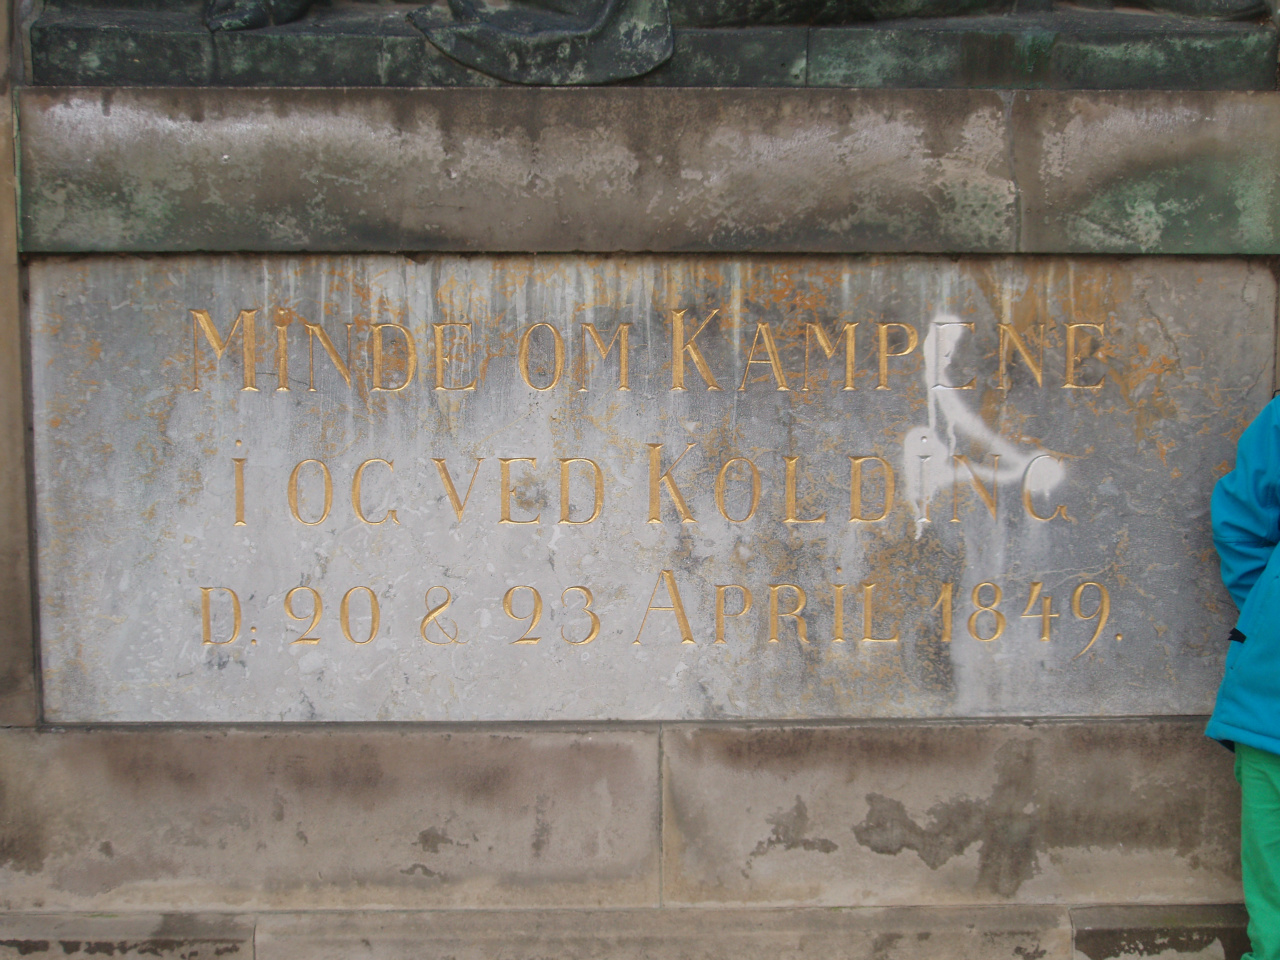 MINDE OM KAMPENE
I OG VED KOLDING
D: 20 & 23 APRIL 1849.